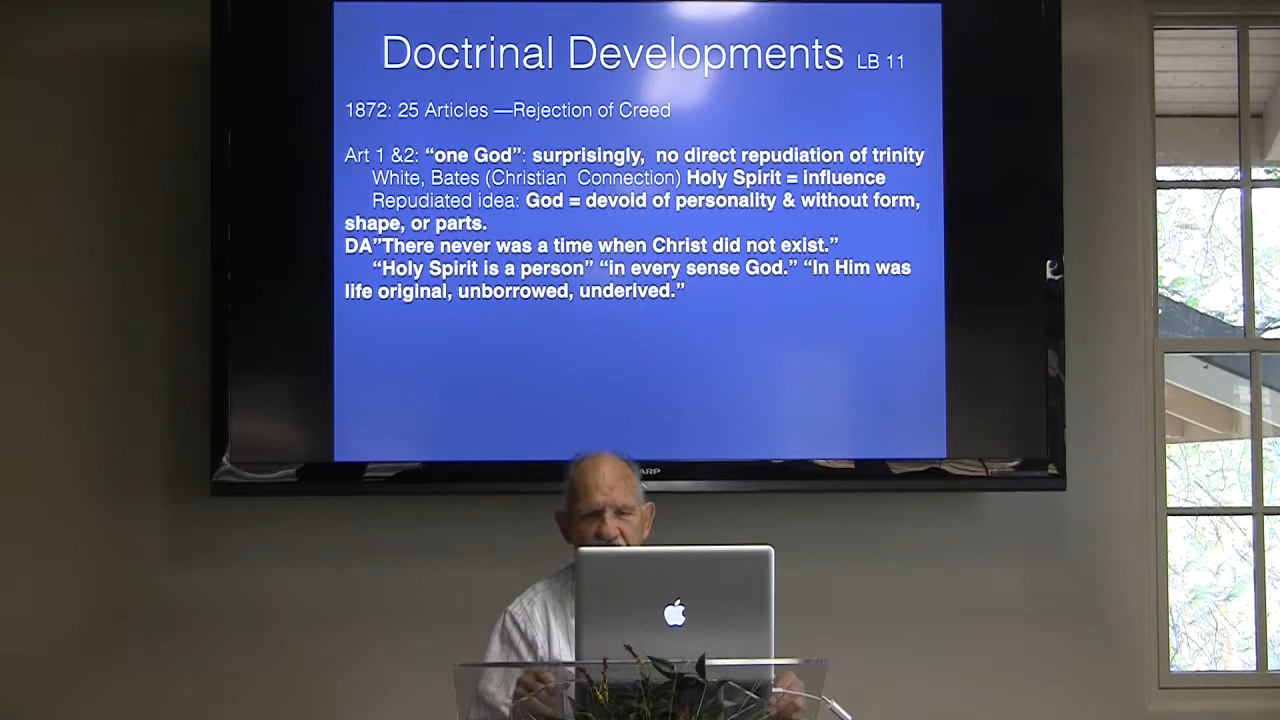 Doctrinal Developments LB 11
1872: 25 Articles —Rejection of Creed
Art 1 &2: “one God”: surprisingly, no direct repudiation of trinity
White, Bates (Christian Connection) Holy Spirit = influence
Repudiated idea: God = devoid of personality & without form,
shape, or parts.
DA”There never was a time when Christ did not exist.”
“Holy Spirit is a person” “in every sense God.” “In Him was
life original, unborrowed, underived.”
ARP